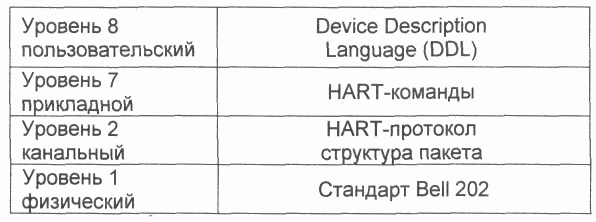 Уровень 8
пользовательский
Device Description
Language (DDL)
Уровень 7
прикладной
HART-команды
Уровень 2
канальный
HART-протокол
структура пакета
Уровень 1
физический
Стандарт Bell 202